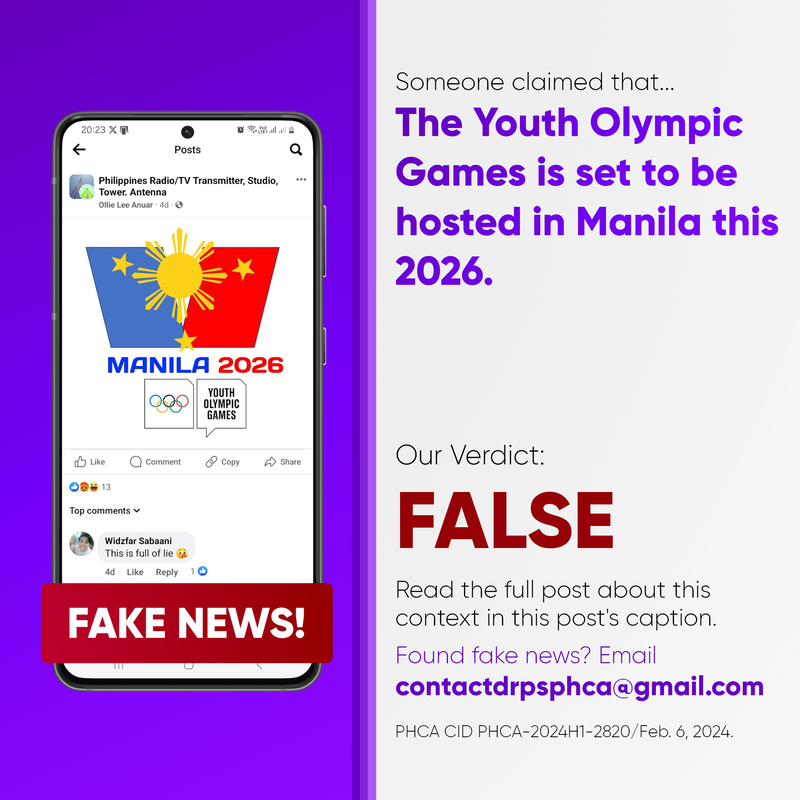 20:23
Posts
Philippines Radio/TV Transmitter, Studio,
Tower. Antenna
Ollie Lee Anuar · 4d ·
MANILA 2026
YOUTH
OLYMPIC
GAMES
Like Comment Copy Share
13
Top comments
Widzfar Sabaani
This is full of lie
4d Like Reply 1
FAKE NEWS!
Someone claimed that...
The Youth Olympic
Games is set to be
hosted in Manila this
2026.
Our Verdict:
FALSE
Read the full post about this
context in this post's caption.
Found fake news? Email
contactdrpsphca@gmail.com
PHCA CID PHCA-2024H1-2820/Feb. 6, 2024.